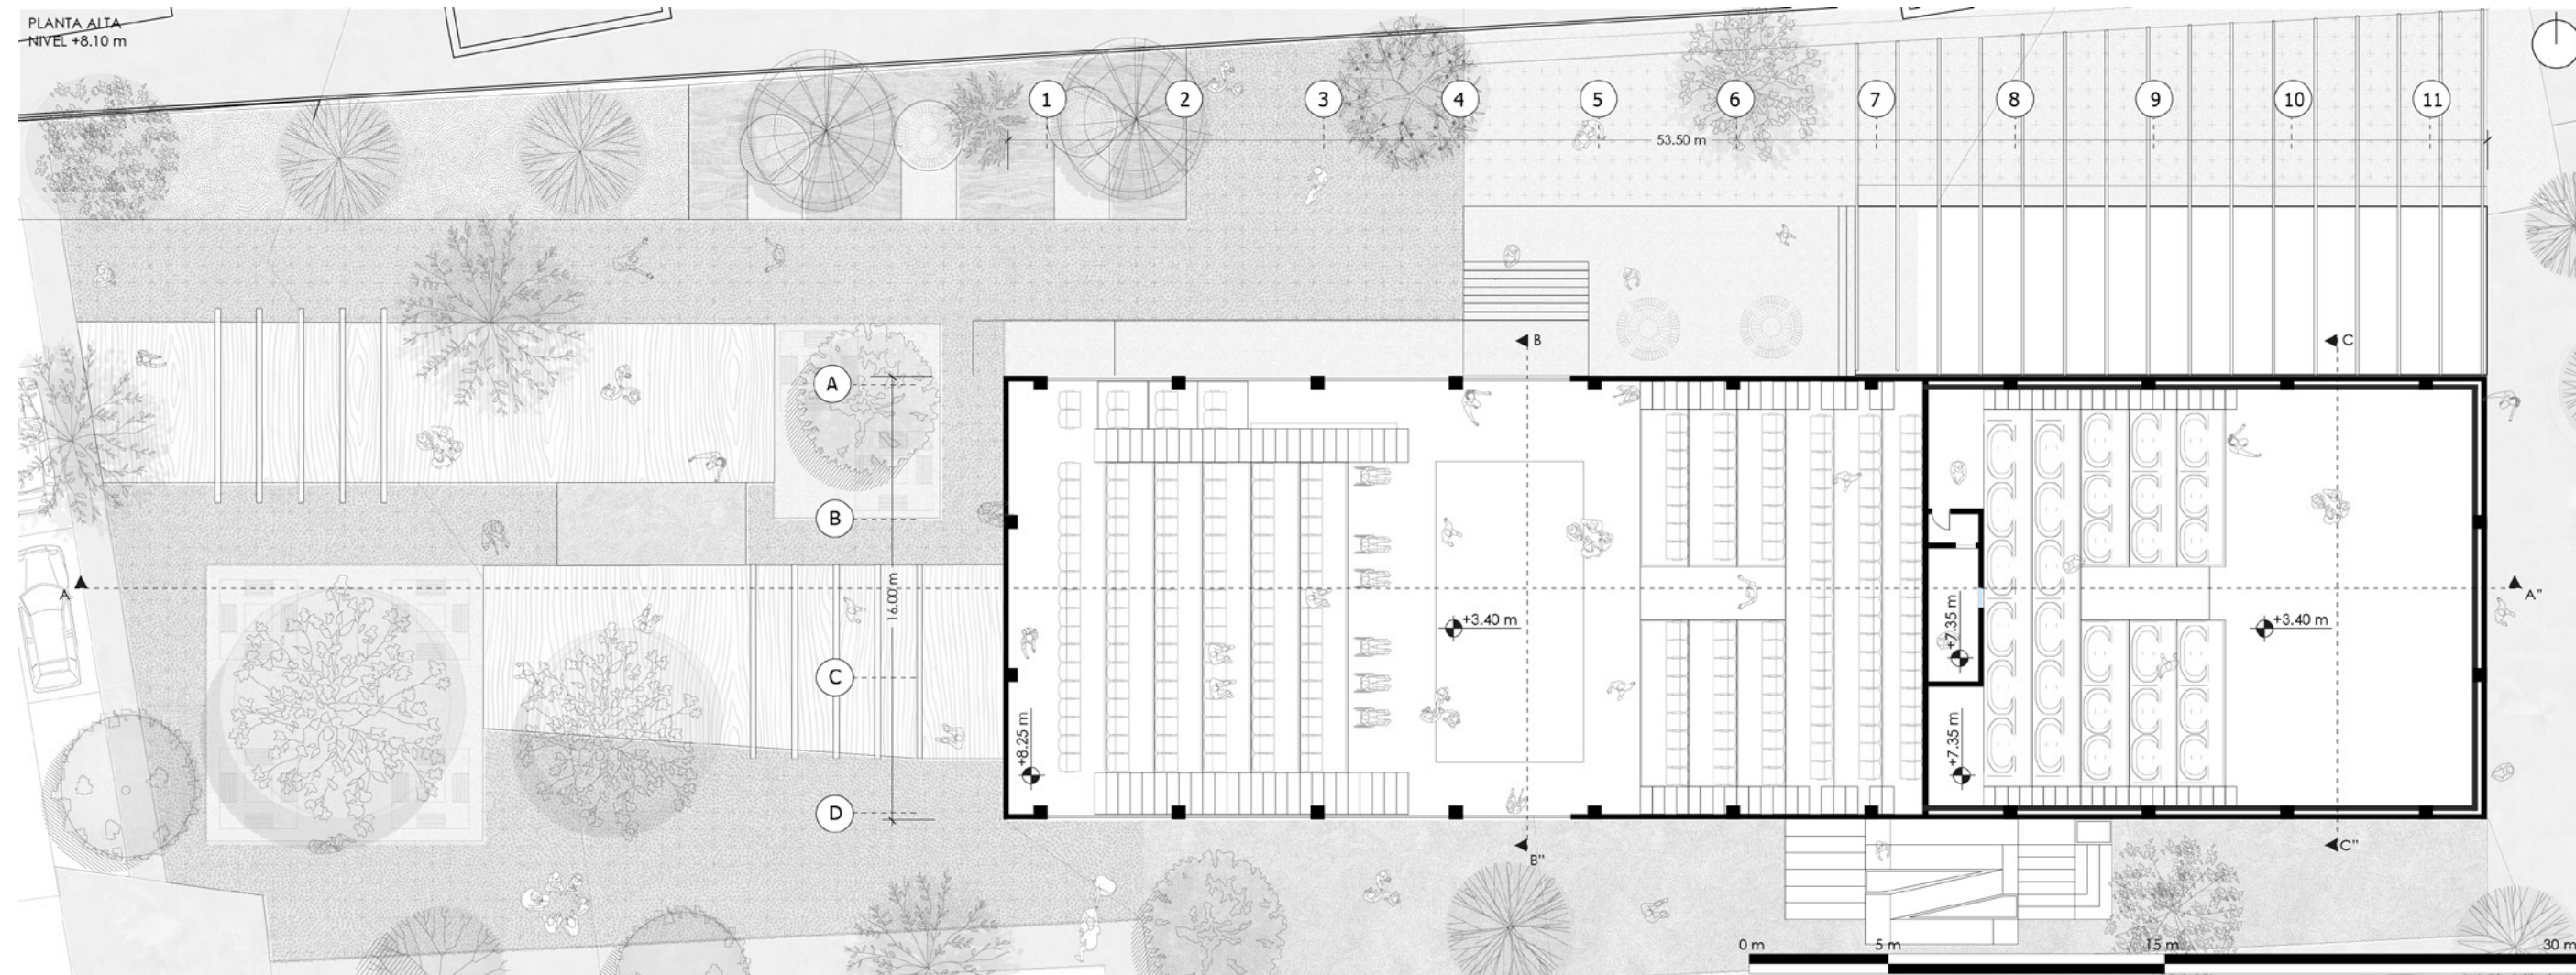 PLANTA ALTA
NIVEL +8.10 m
1
2
3
4
5
6
7
8
9
10
11
53.50 m
B
C
A
B
16.00 m
A
A"
+3.40 m
+7.35 m
+3.40 m
C
+8.25 m
+7.35 m
D
B"
C"
0 m
5 m
15 m
30 m